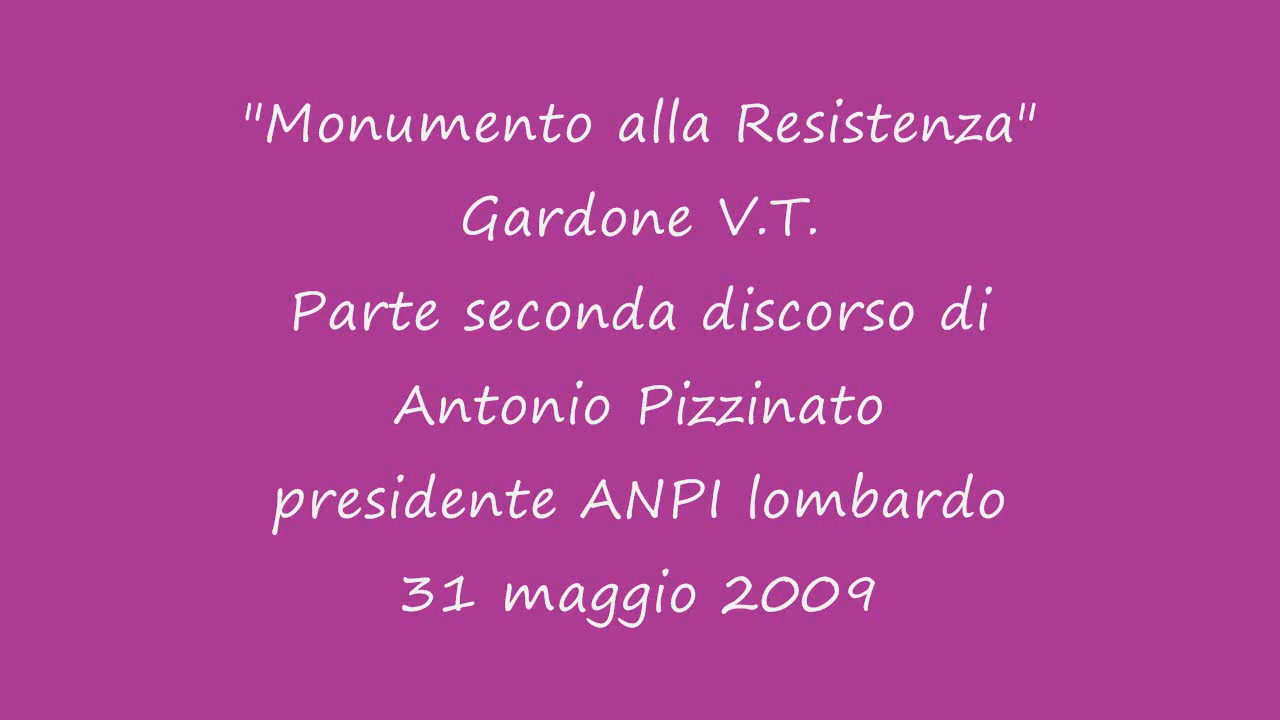 "Monumento alla Resistenza"
Gardone V.T.
Parte seconda discorso di
Antonio Pizzinato
presidente ANPI lombardo
31 maggio 2009